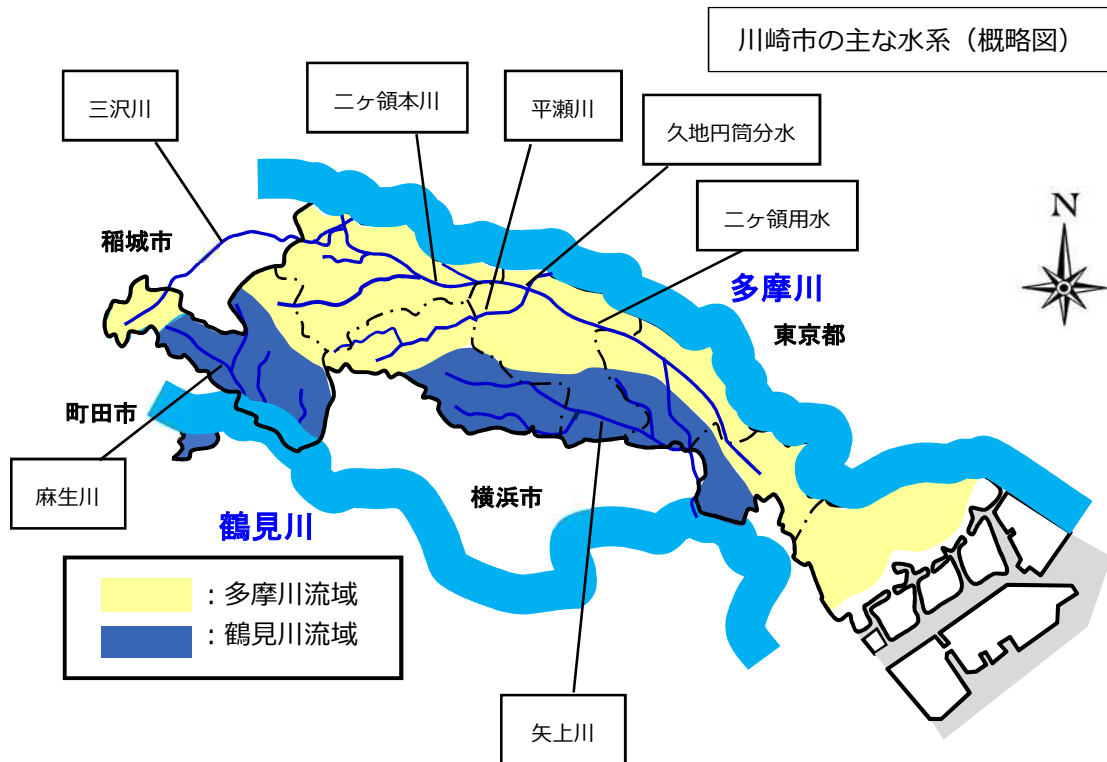 川崎市の主な水系（概略図）
三沢川
二ヶ領本川
平瀬川
久地円筒分水
二ヶ領用水
N
稲城市
多摩川
東京都
町田市
麻生川
横浜市
鶴見川
：多摩川流域
：鶴見川流域
矢上川